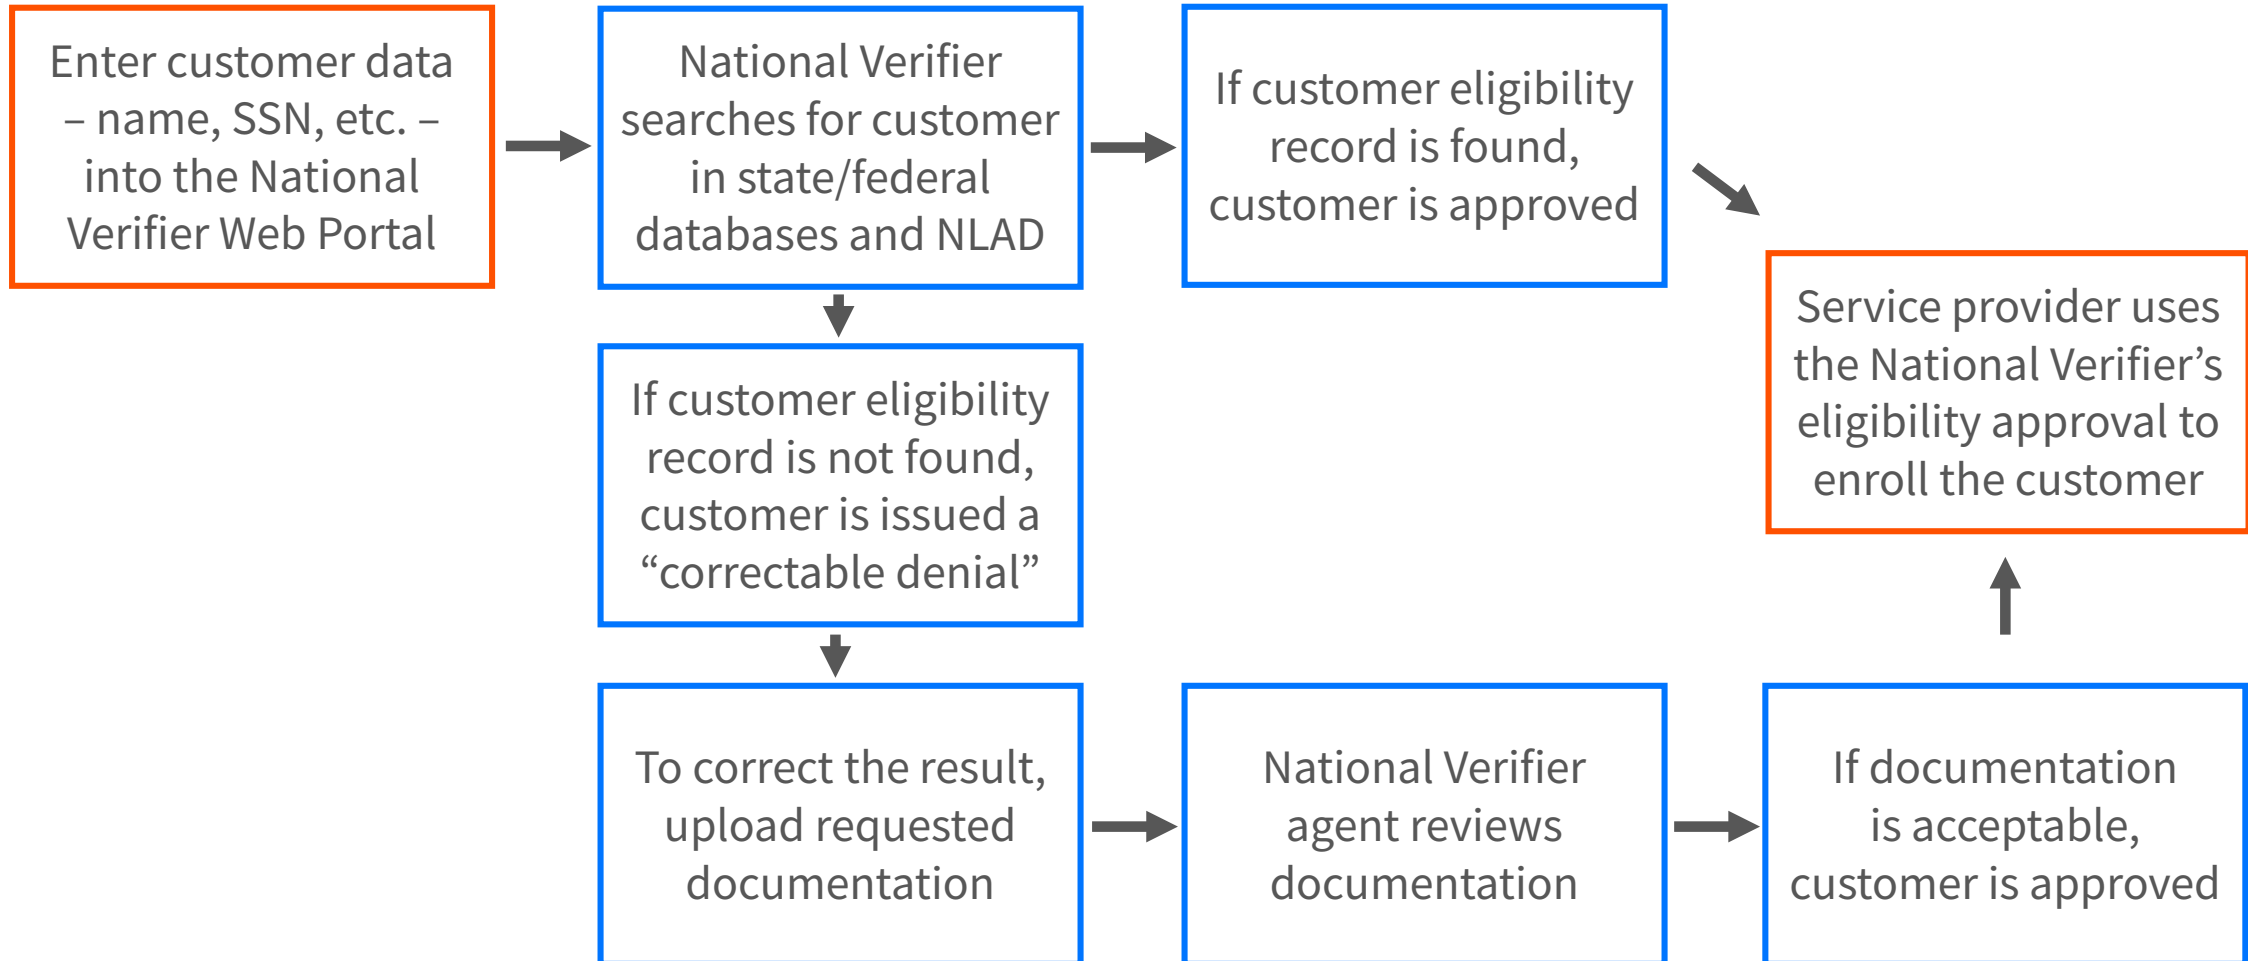 Enter customer data
– name, SSN, etc. –
into the National
Verifier Web Portal
National Verifier
searches for customer
in state/federal
databases and NLAD
If customer eligibility
record is found,
customer is approved
Service provider uses
the National Verifier’s
eligibility approval to
enroll the customer
If customer eligibility
record is not found,
customer is issued a
“correctable denial”
To correct the result,
upload requested
documentation
National Verifier
agent reviews
documentation
If documentation
is acceptable,
customer is approved